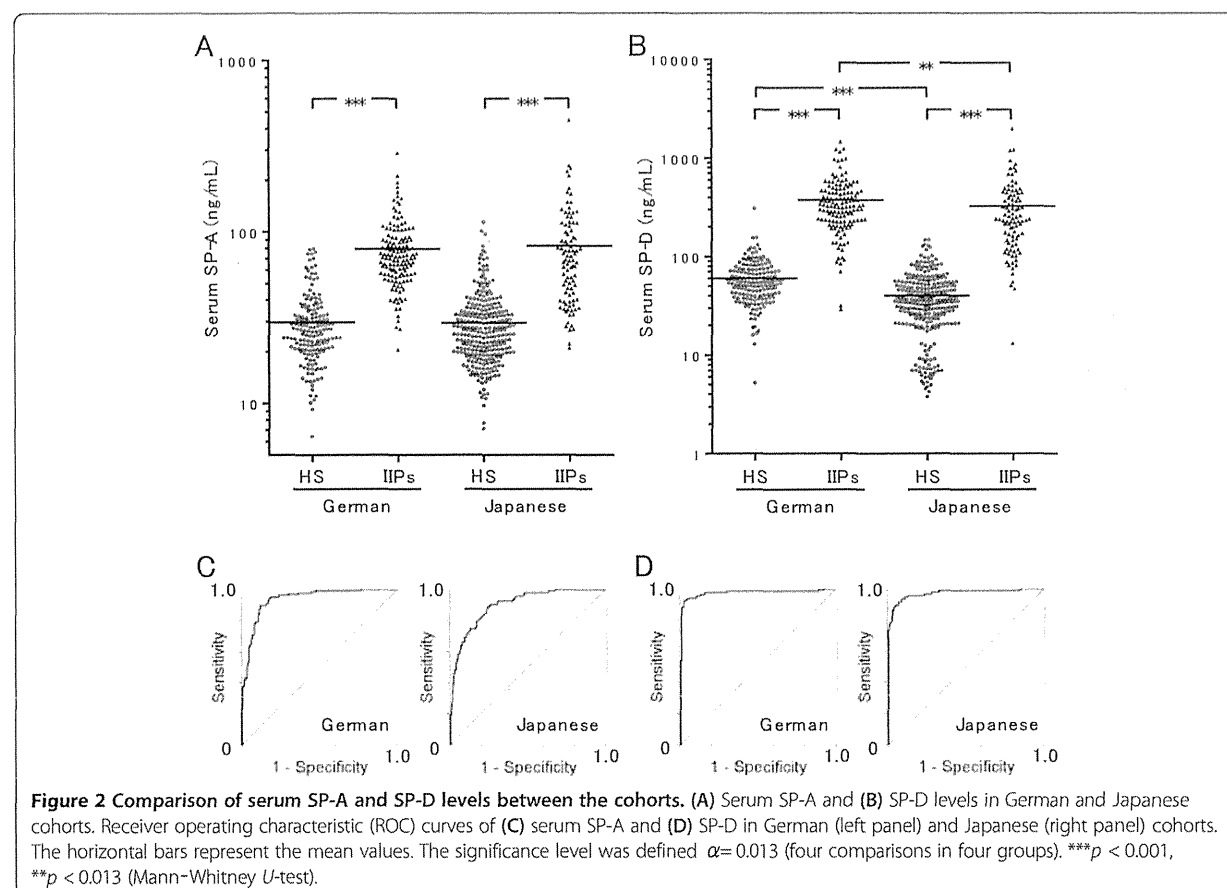 A
B
1000
100
10
Serum SP-A (ng/mL)
***
***
HS
IIPs
HS
IIPs
German
Japanese
10000
1000
100
10
1
Serum SP-D (ng/mL)
**
***
***
***
HS
IIPs
HS
IIPs
German
Japanese
C
1.0
Sensitivity
0
German
1 - Specificity
1.0
1.0
Sensitivity
0
Japanese
1 - Specificity
1.0
D
1.0
Sensitivity
0
German
1 - Specificity
1.0
1.0
Sensitivity
0
Japanese
1 - Specificity
1.0
Figure 2 Comparison of serum SP-A and SP-D levels between the cohorts. (A) Serum SP-A and (B) SP-D levels in German and Japanese
cohorts. Receiver operating characteristic (ROC) curves of (C) serum SP-A and (D) SP-D in German (left panel) and Japanese (right panel) cohorts.
The horizontal bars represent the mean values. The significance level was defined α= 0.013 (four comparisons in four groups). ***p < 0.001,
**p < 0.013 (Mann-Whitney U-test).